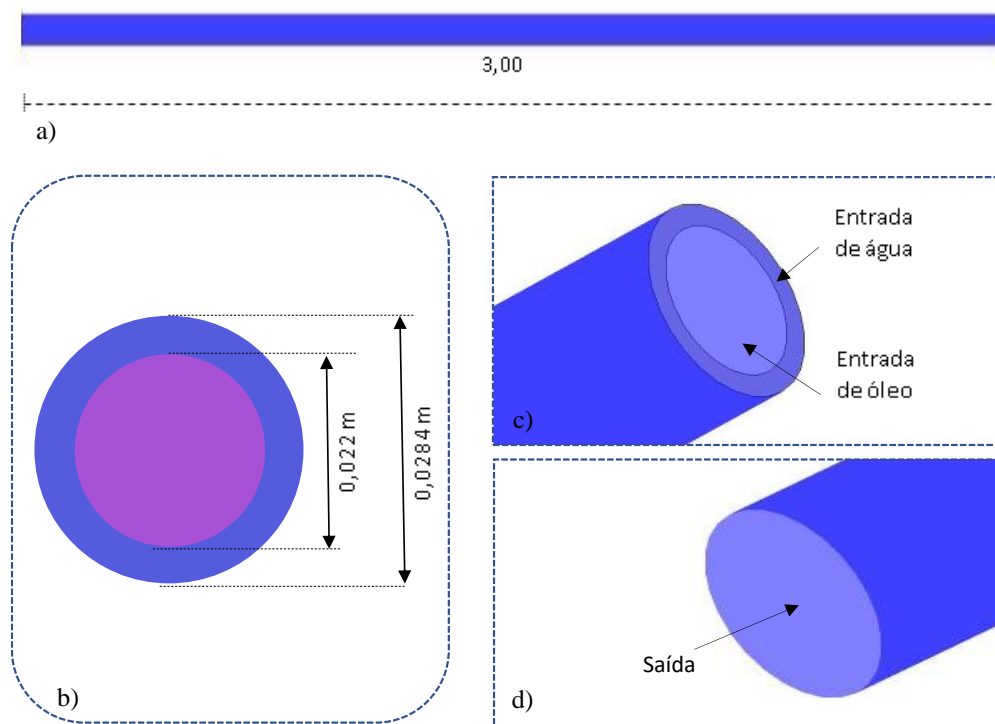 3,00
a)
0,022 m
0,0284 m
b)
Entrada
de água
Entrada
de óleo
c)
Saída
d)